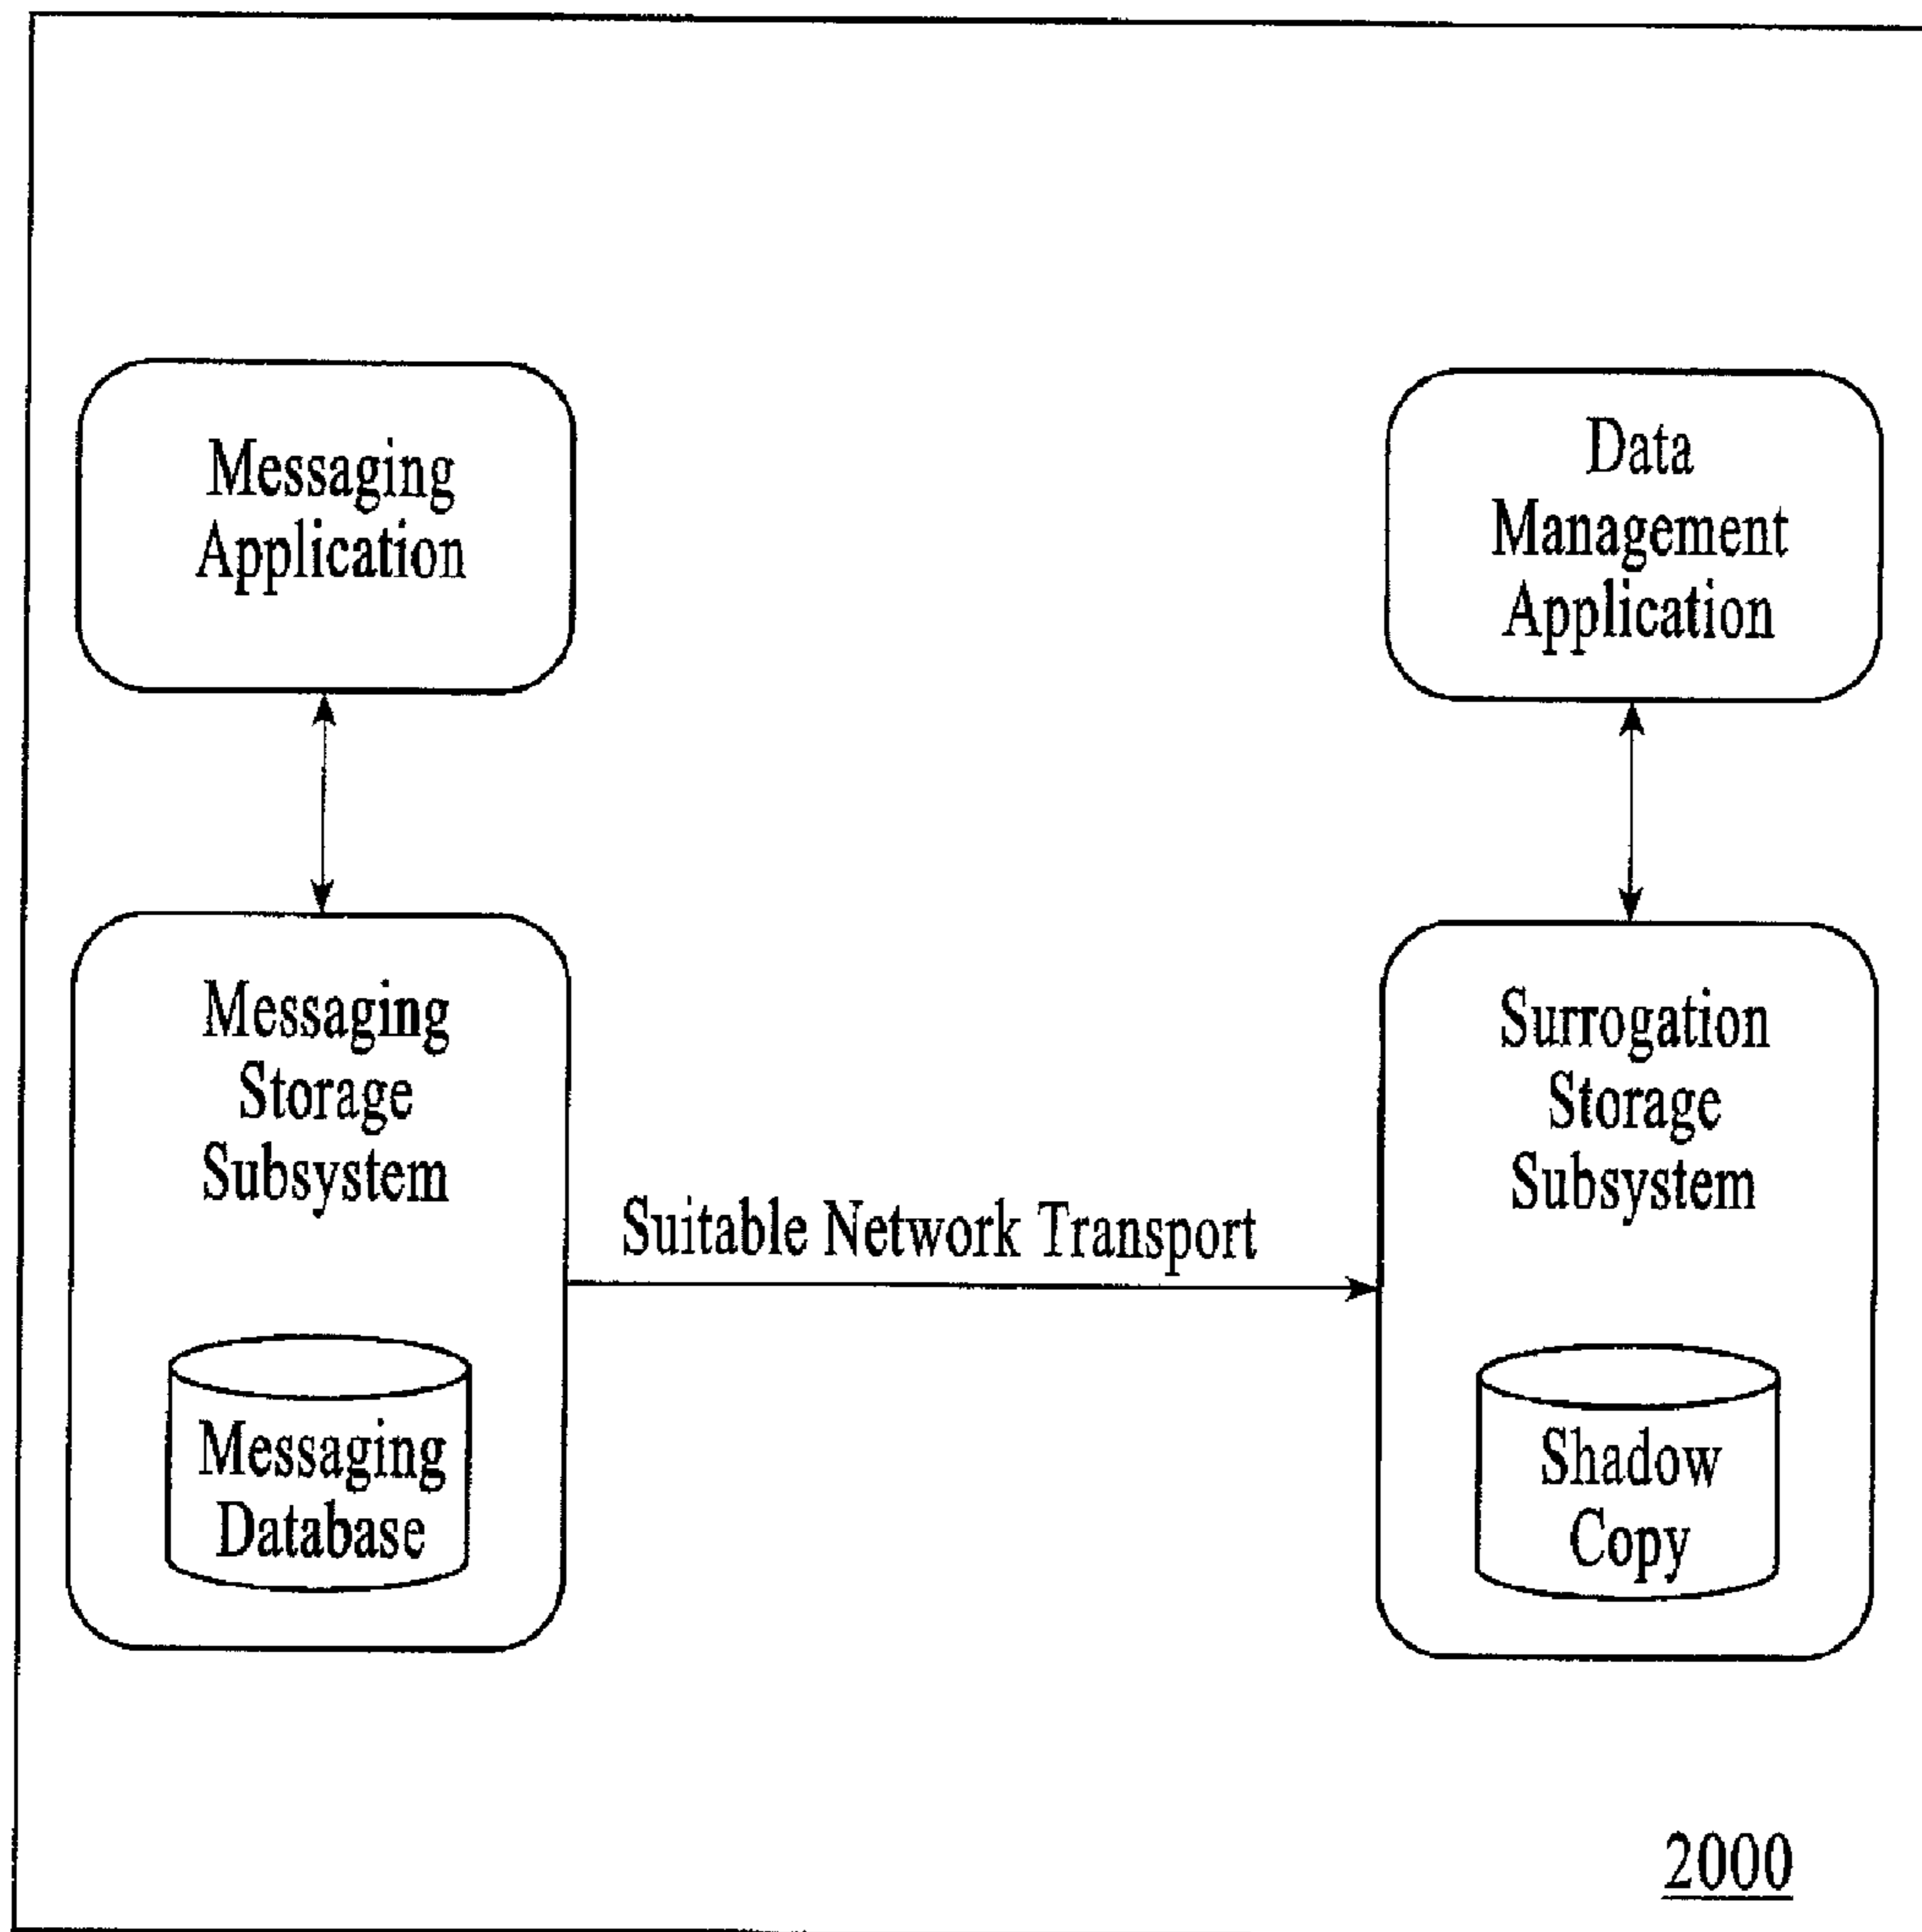 Messaging
Application
Data
Management
Application
Messaging
Storage
Subsystem
Suitable Network Transport
Surrogation
Storage
Subsystem
Messaging
Database
Shadow
Copy
2000